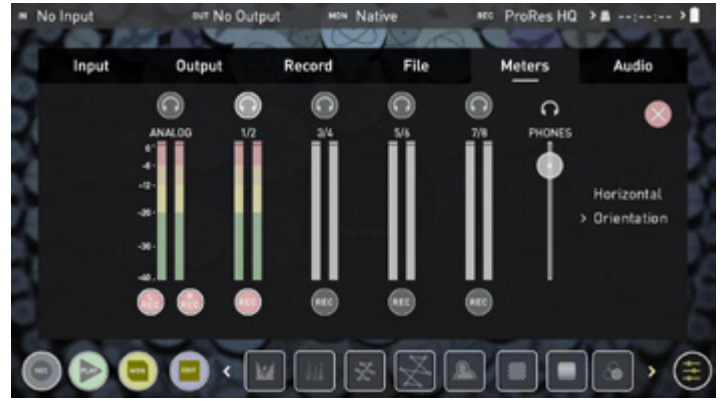 IN No Input OUT No Output MON Native REC ProRes HQ > --:--:-- >
Input Output Record File Meters Audio
ANALOG 1/2 3/4 5/6 7/8 PHONES
0
-6
-12
-20
-30
-40
Horizontal
> Orientation
L REC R REC REC REC REC REC
REC PLAY MON EDIT < >